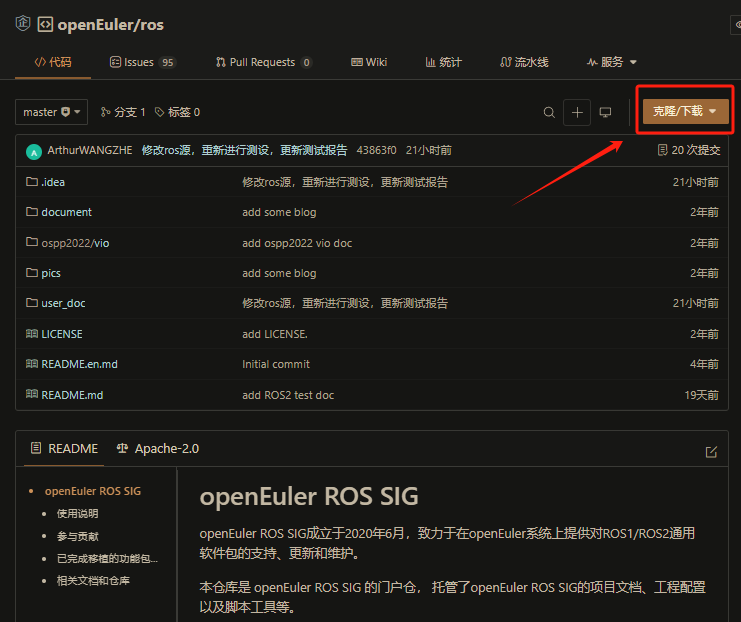 企 openEuler/ros
代码 Issues 95 Pull Requests 0 Wiki 统计 流水线 服务
master 分支 1 标签 0 克隆/下载
A ArthurWANGZHE 修改ros源，重新进行测设，更新测试报告 43863f0 21小时前 20 次提交
.idea 修改ros源，重新进行测设，更新测试报告 21小时前
document add some blog 2年前
ospp2022/vio add ospp2022 vio doc 2年前
pics add some blog 2年前
user_doc 修改ros源，重新进行测设，更新测试报告 21小时前
LICENSE add LICENSE. 2年前
README.en.md Initial commit 4年前
README.md add ROS2 test doc 19天前
README Apache-2.0
openEuler ROS SIG
使用说明
参与贡献
已完成移植的功能包...
相关文档和仓库
openEuler ROS SIG
openEuler ROS SIG成立于2020年6月，致力于在openEuler系统上提供对ROS1/ROS2通用
软件包的支持、更新和维护。
本仓库是 openEuler ROS SIG 的门户仓， 托管了openEuler ROS SIG的项目文档、工程配置
以及脚本工具等。